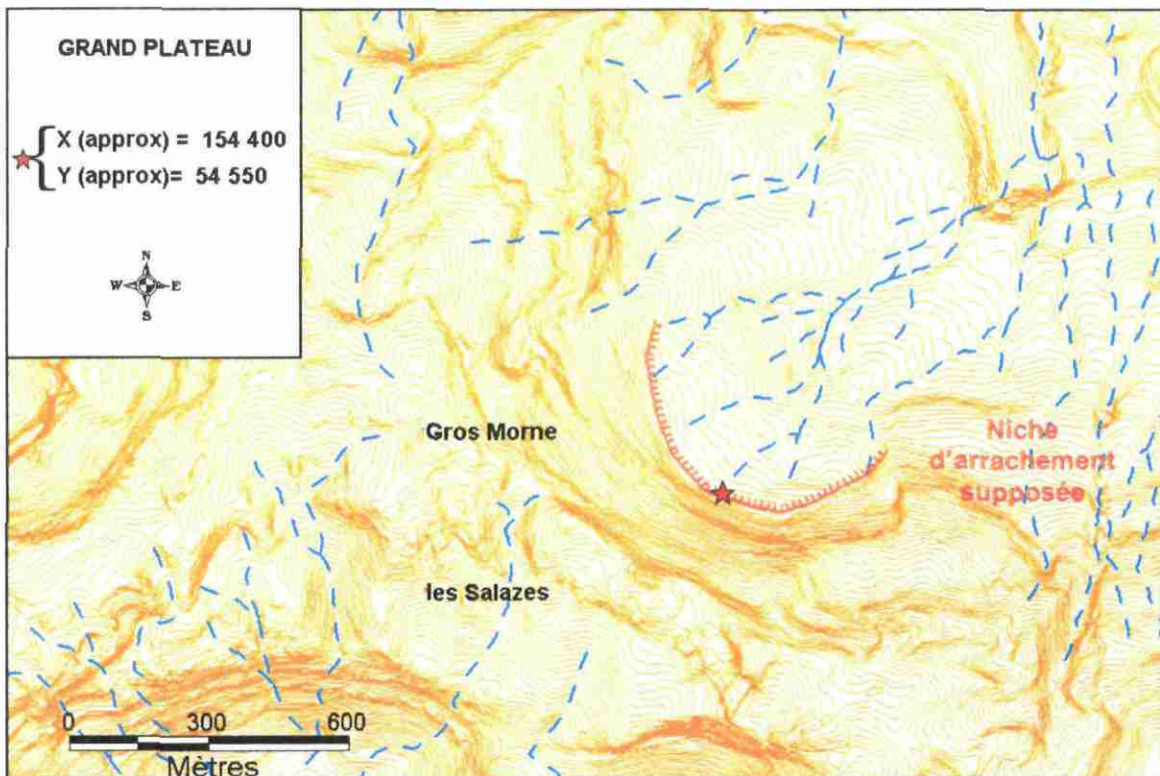 GRAND PLATEAU
X (approx) = 154 400
Y (approx)= 54 550
N
W E
S
Gros Morne
Niche
d'arrachement
supposée
les Salazes
0 300 600
Mètres